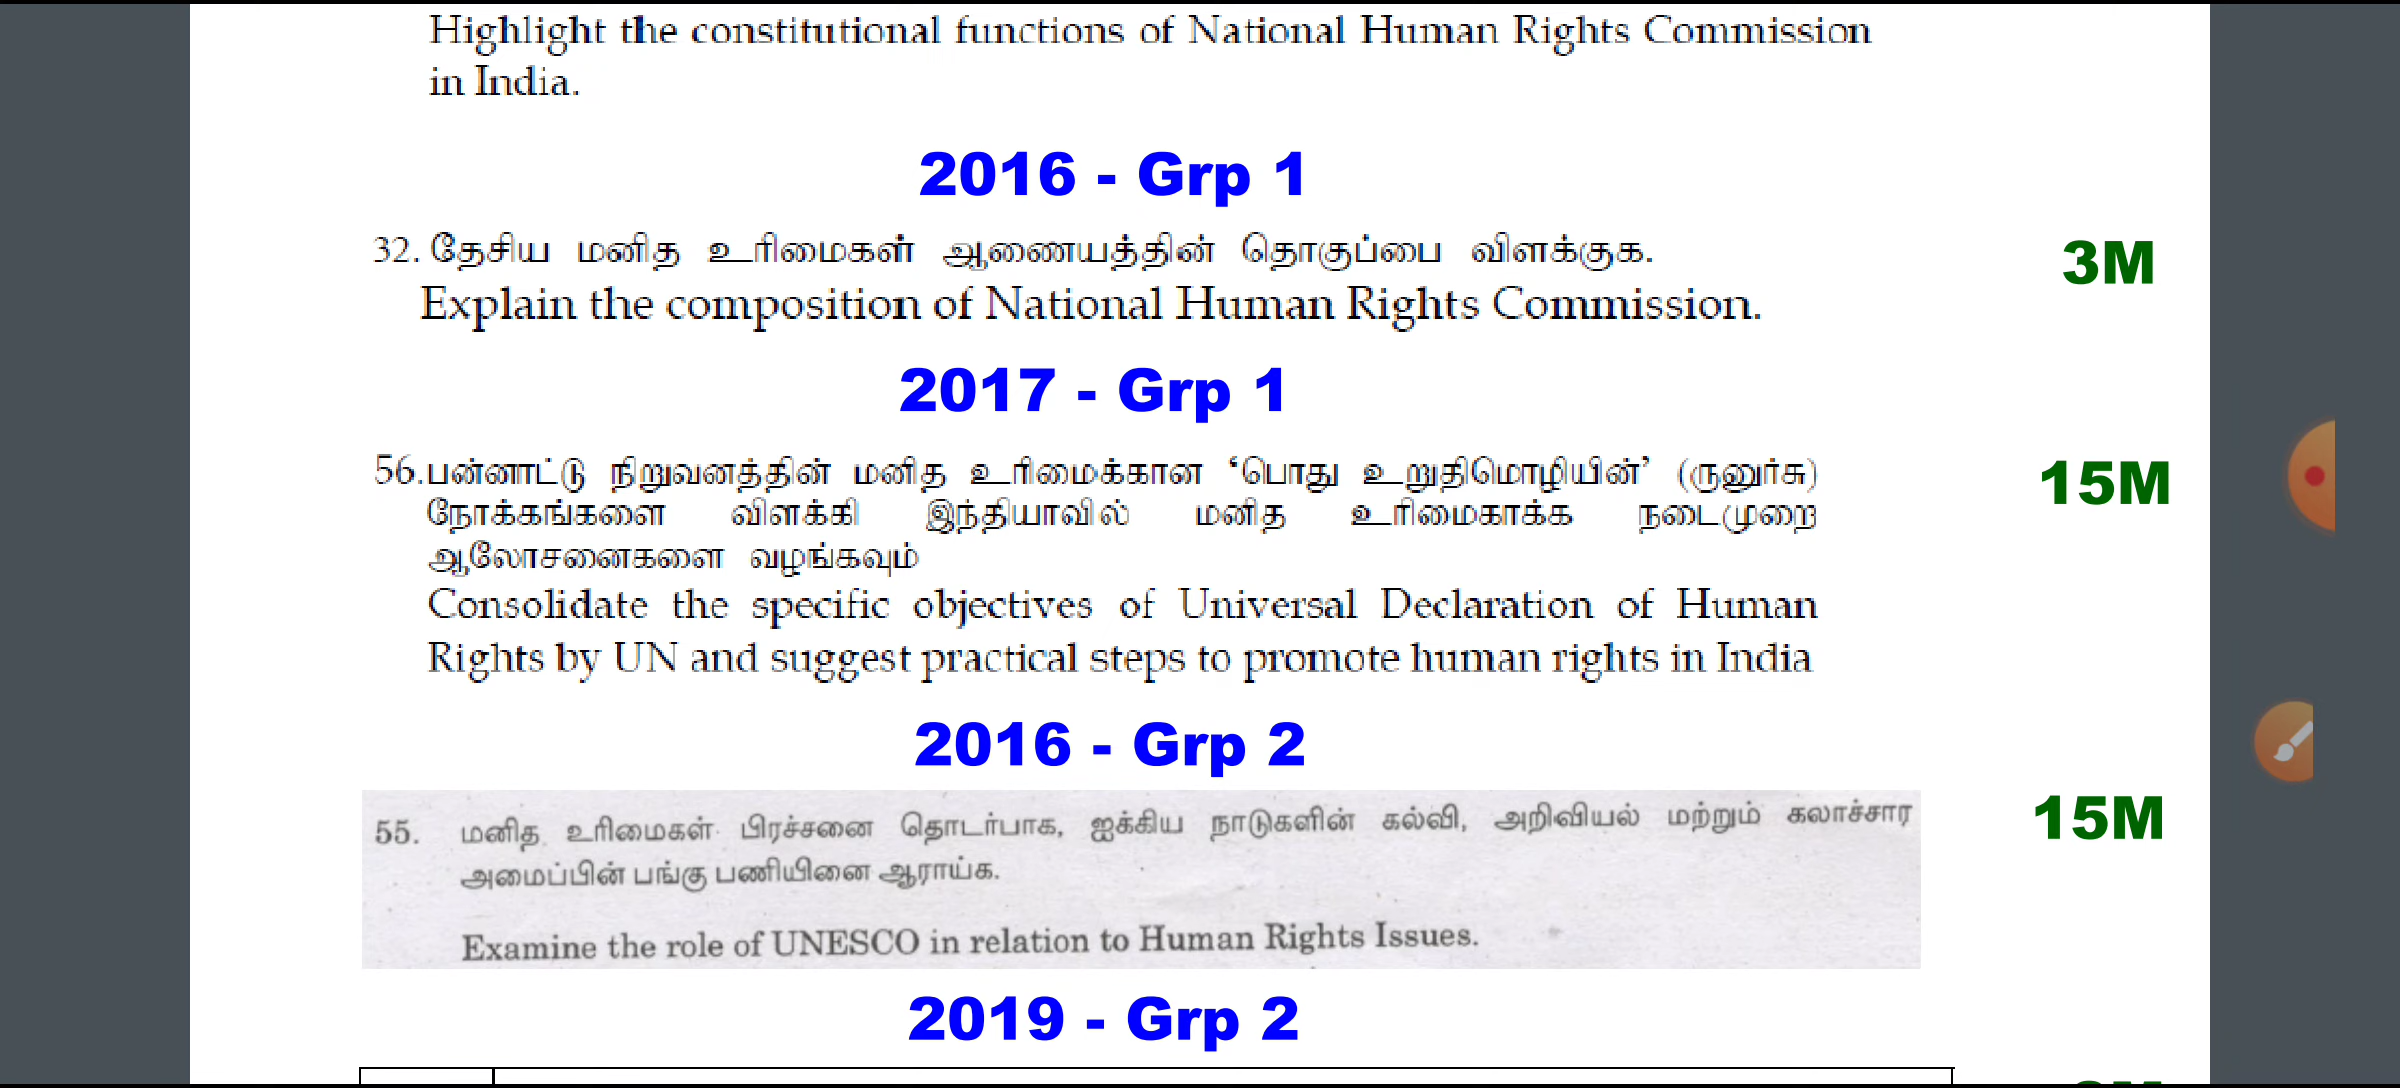 Highlight the constitutional functions of National Human Rights Commission
in India.
2016 - Grp 1
32. தேசிய மனித உரிமைகள் ஆணையத்தின் தொகுப்பை விளக்குக.
3M
Explain the composition of National Human Rights Commission.
2017 - Grp 1
56.பன்னாட்டு நிறுவனத்தின் மனித உரிமைக்கான ‘பொது உறுதிமொழியின்’ (ருனுர்சு)
15M
நோக்கங்களை விளக்கி இந்தியாவில் மனித உரிமைகாக்க நடைமுறை
ஆலோசனைகளை வழங்கவும்
Consolidate the specific objectives of Universal Declaration of Human
Rights by UN and suggest practical steps to promote human rights in India
2016 - Grp 2
55. மனித உரிமைகள் பிரச்சனை தொடர்பாக, ஐக்கிய நாடுகளின் கல்வி, அறிவியல் மற்றும் கலாச்சார
15M
அமைப்பின் பங்கு பணியினை ஆராய்க.
Examine the role of UNESCO in relation to Human Rights Issues.
2019 - Grp 2